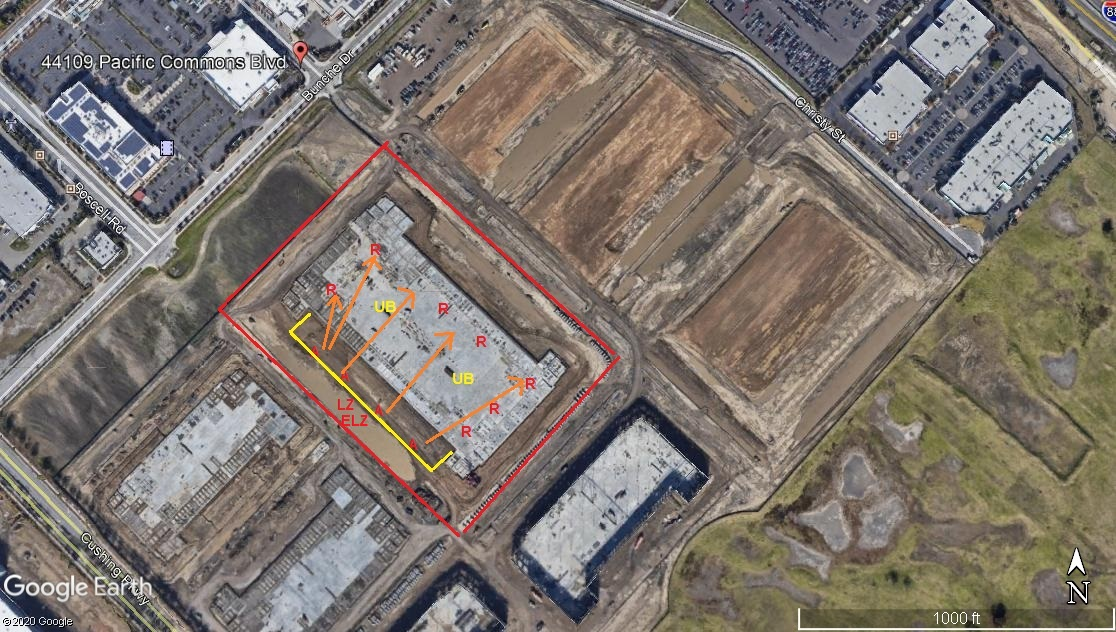 44109 Pacific Commons Blvd
Bunche Dr
Christy St
Boscell Rd
R
R
UB
R
R
UB
R
R
R
LZ
ELZ
A
A
Cushing Pkwy
Google Earth
©2020 Google
1000 ft
N